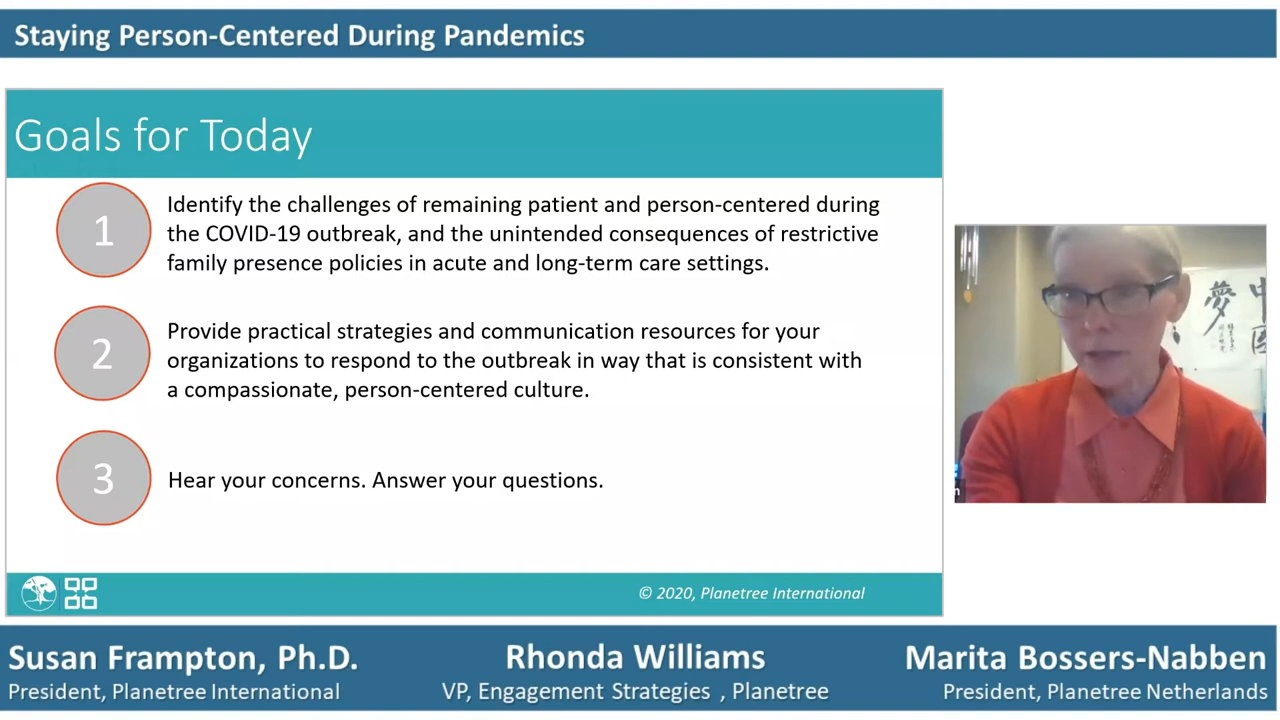 Staying Person-Centered During Pandemics
Goals for Today
1
Identify the challenges of remaining patient and person-centered during
the COVID-19 outbreak, and the unintended consequences of restrictive
family presence policies in acute and long-term care settings.
2
Provide practical strategies and communication resources for your
organizations to respond to the outbreak in way that is consistent with
a compassionate, person-centered culture.
3
Hear your concerns. Answer your questions.
夢
中
國
© 2020, Planetree International
Susan Frampton, Ph.D.
President, Planetree International
Rhonda Williams
VP, Engagement Strategies , Planetree
Marita Bossers-Nabben
President, Planetree Netherlands